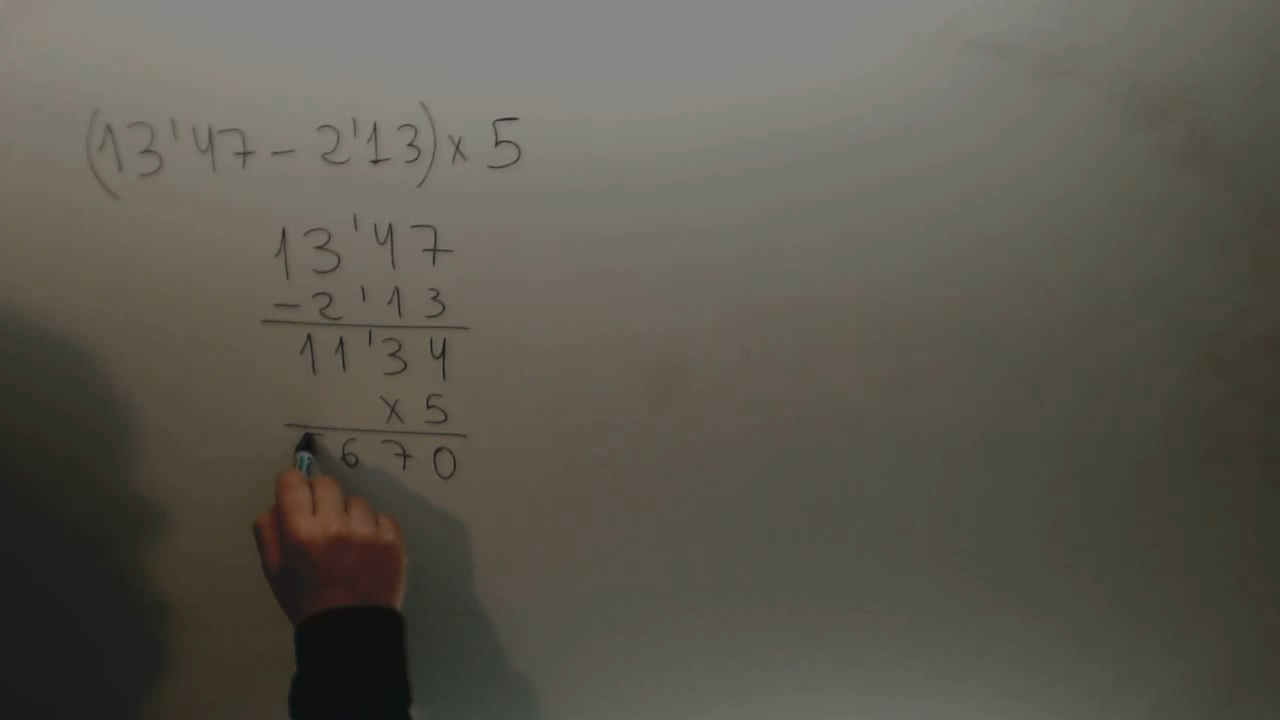 (13'47 - 2'13) x 5
13'47
- 2'13
11'34
x 5
670